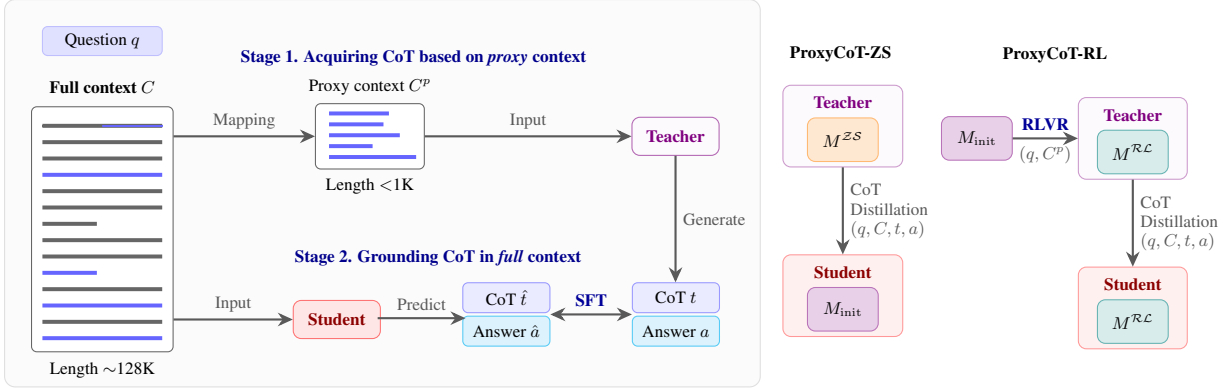 Question q
Stage 1. Acquiring CoT based on proxy context
Full context C
Proxy context C^p
Mapping
Input
Teacher
Length <1K
Generate
Stage 2. Grounding CoT in full context
Input
Student
Predict
CoT t̂
Answer â
SFT
CoT t
Answer a
Length ∼128K
ProxyCoT-ZS
Teacher
M^ZS
CoT
Distillation
(q, C, t, a)
Student
M_init
ProxyCoT-RL
M_init
RLVR
(q, C^p)
Teacher
M^RL
CoT
Distillation
(q, C, t, a)
Student
M^RL